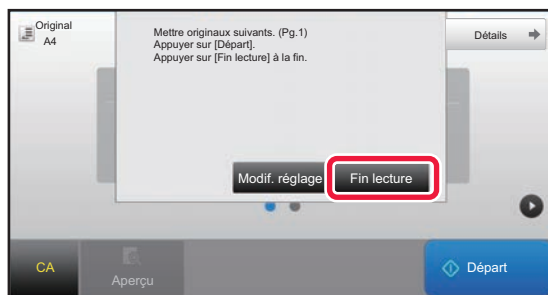 Original
A4
Mettre originaux suivants. (Pg.1)
Appuyer sur [Départ].
Appuyer sur [Fin lecture] à la fin.
Détails
Modif. réglage
Fin lecture
CA
Aperçu
Départ